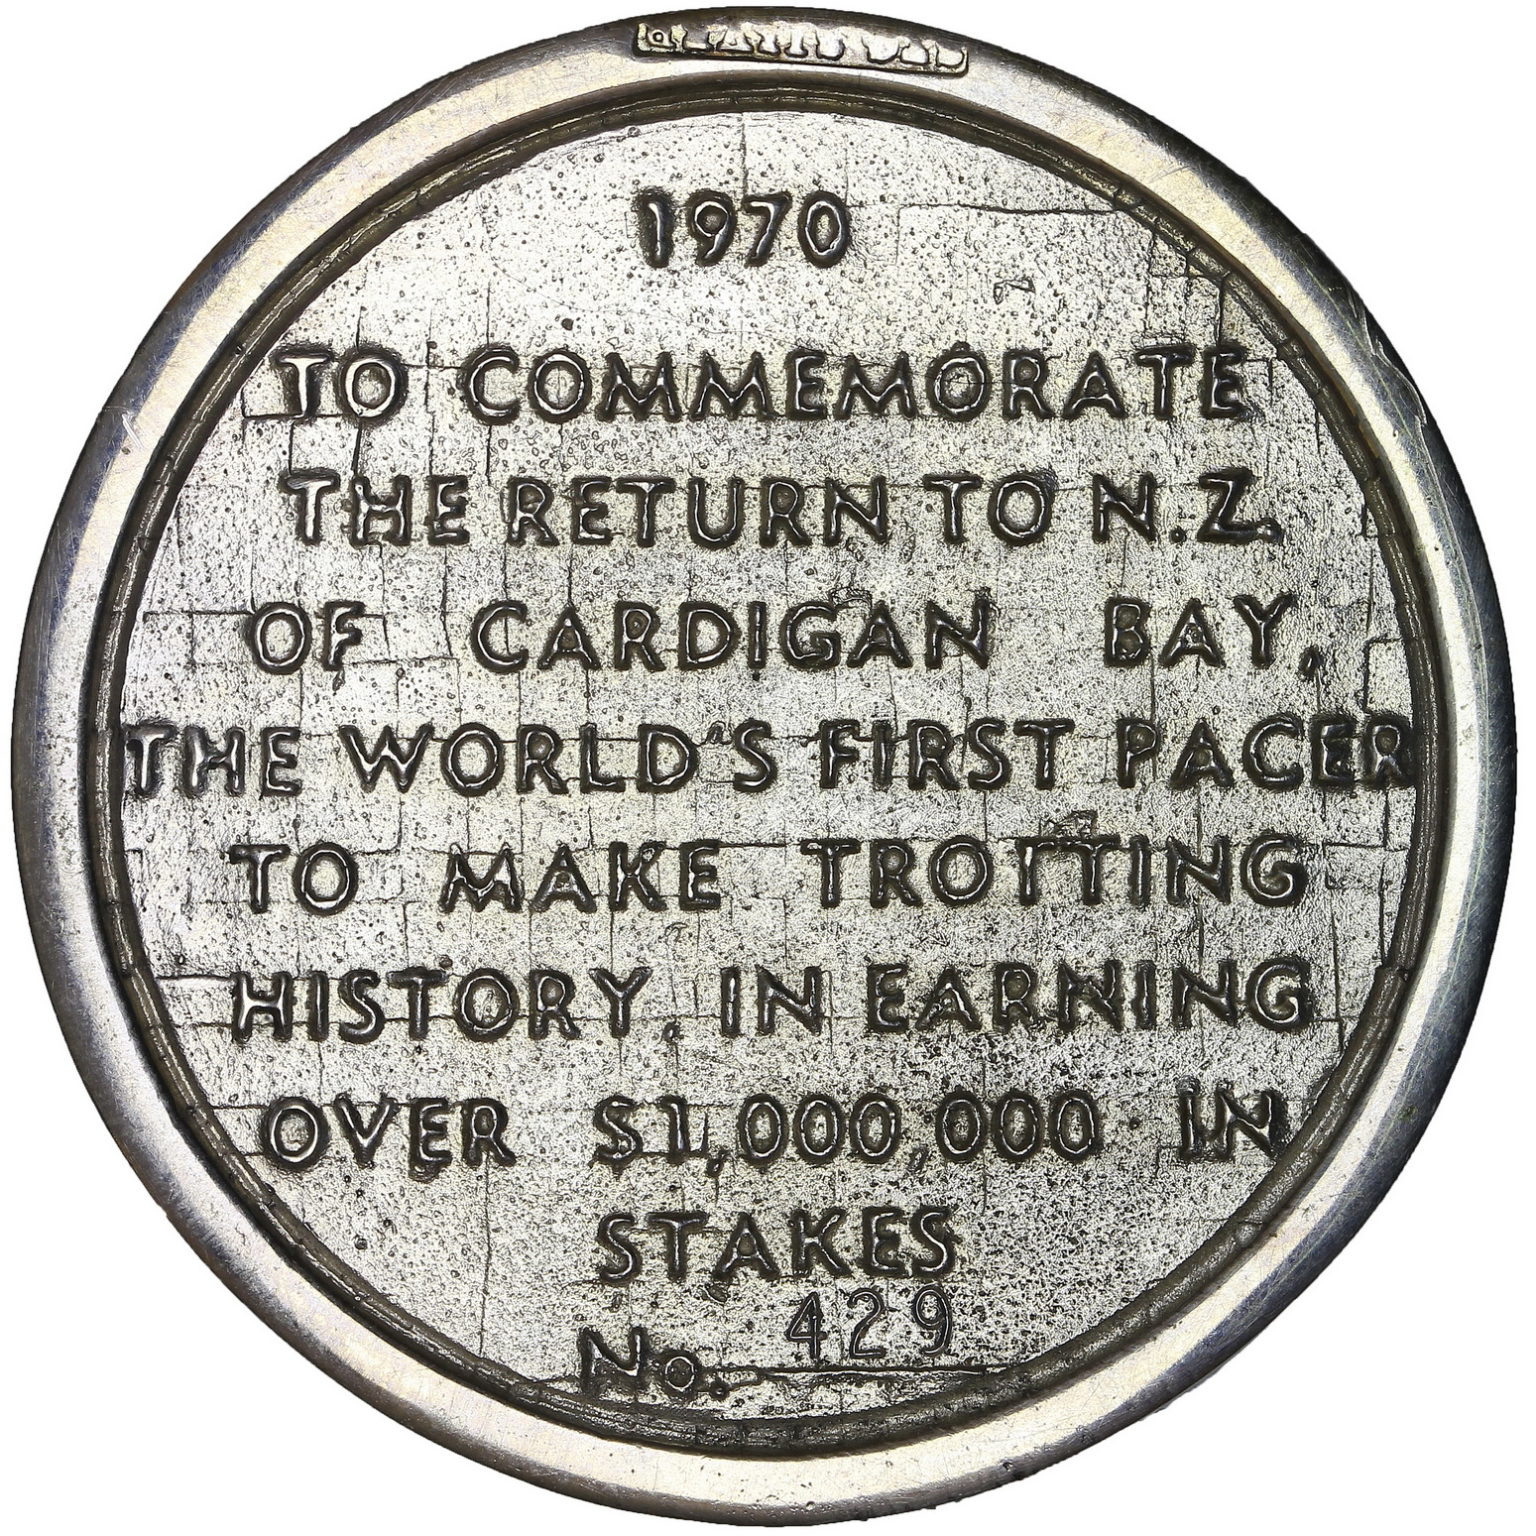 1970
TO COMMEMORATE
THE RETURN TO N.Z.
OF CARDIGAN BAY,
THE WORLD'S FIRST PACER
TO MAKE TROTTING
HISTORY, IN EARNING
OVER $1,000,000 IN
STAKES
No. 429